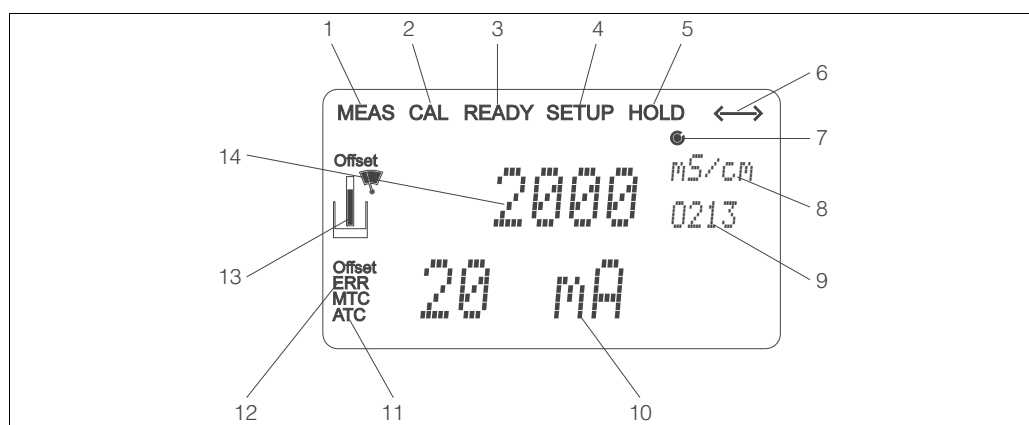 1 2 3 4 5 6
MEAS CAL READY SETUP HOLD
7
14 Offset 2000 mS/cm
8
0213
13 9
Offset
ERR
MTC 20 mA
ATC
12 11 10